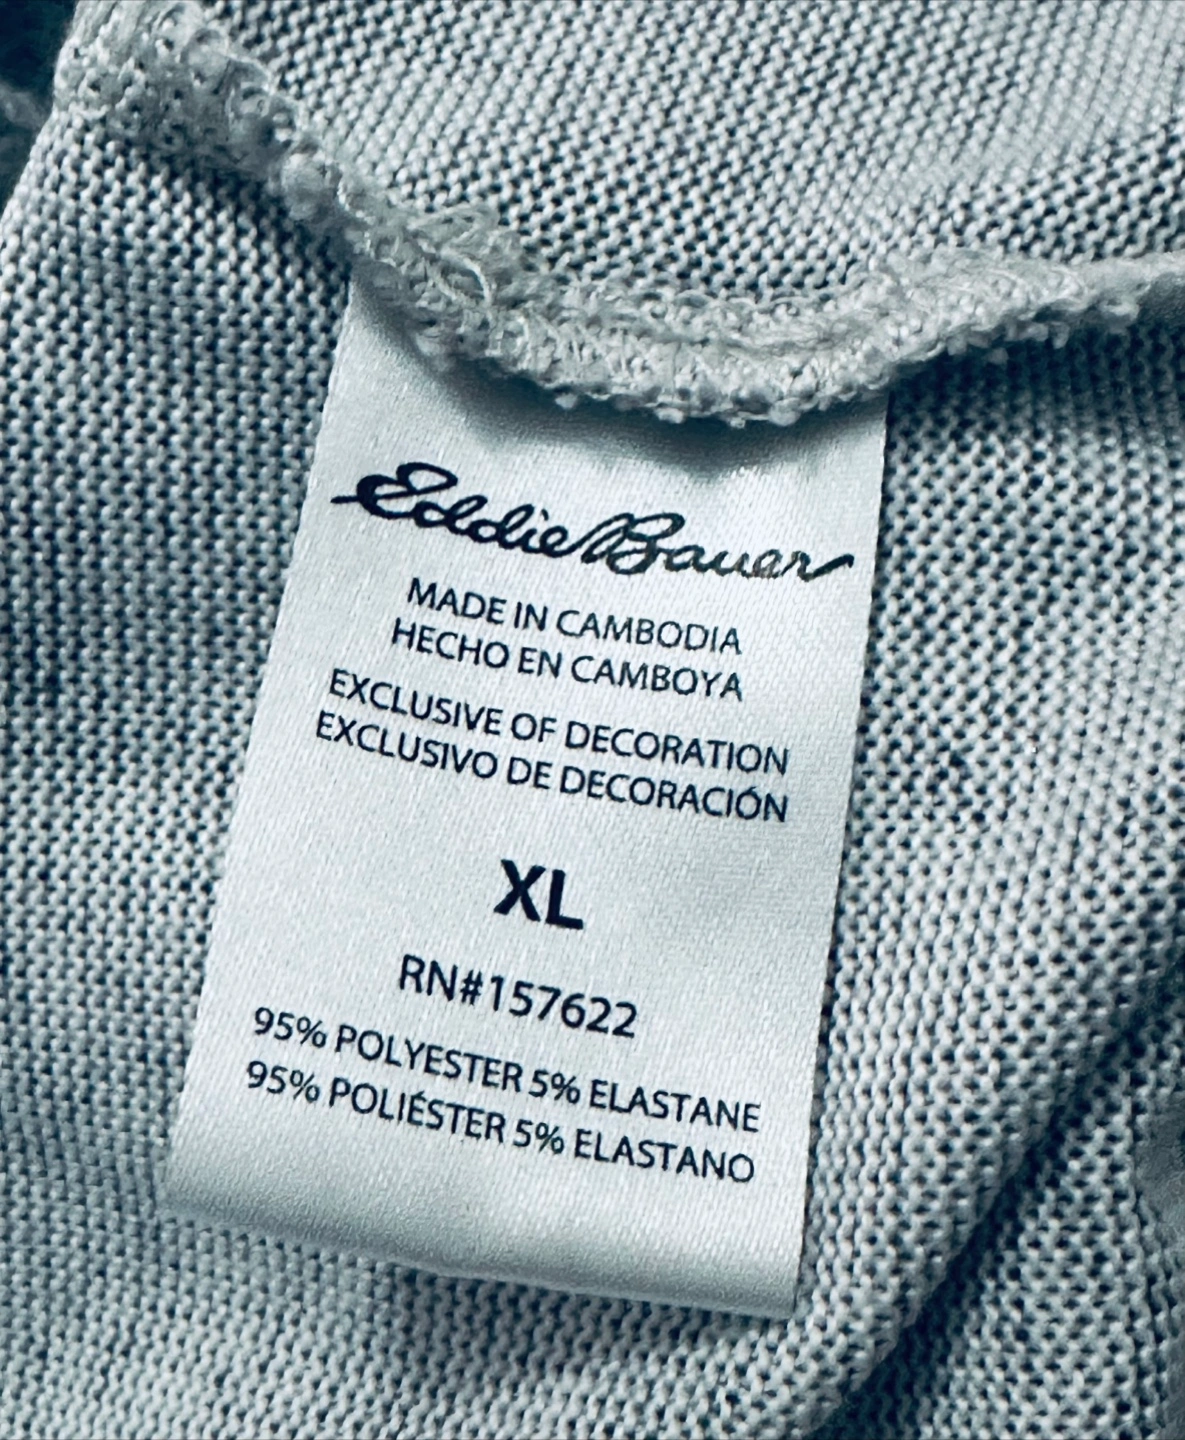 Eddie Bauer
MADE IN CAMBODIA
HECHO EN CAMBOYA
EXCLUSIVE OF DECORATION
EXCLUSIVO DE DECORACIÓN
XL
RN#157622
95% POLYESTER 5% ELASTANE
95% POLIÉSTER 5% ELASTANO